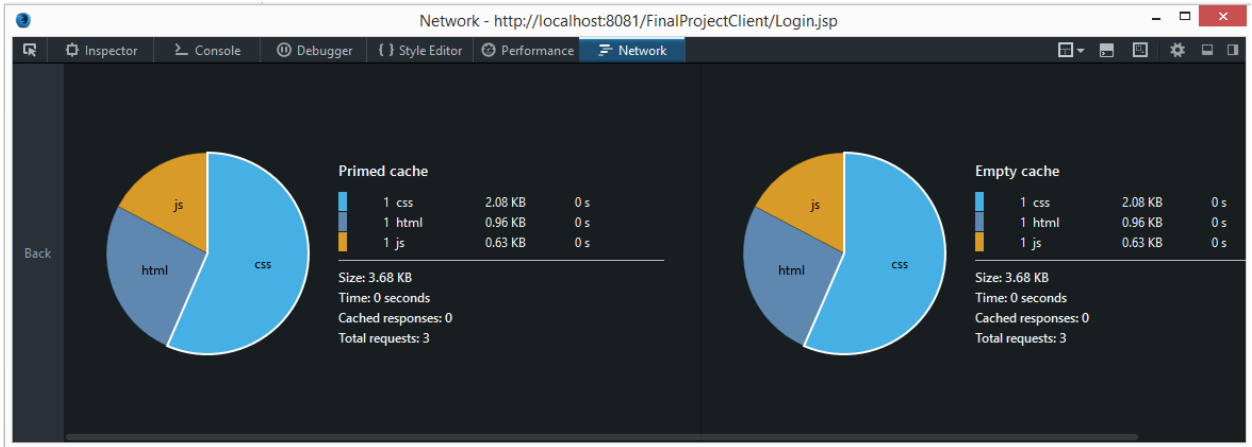 Network - http://localhost:8081/FinalProjectClient/Login.jsp
Inspector Console Debugger { } Style Editor Performance Network
Back
js
html
css
Primed cache
1 css 2.08 KB 0 s
1 html 0.96 KB 0 s
1 js 0.63 KB 0 s
Size: 3.68 KB
Time: 0 seconds
Cached responses: 0
Total requests: 3
js
html
css
Empty cache
1 css 2.08 KB 0 s
1 html 0.96 KB 0 s
1 js 0.63 KB 0 s
Size: 3.68 KB
Time: 0 seconds
Cached responses: 0
Total requests: 3